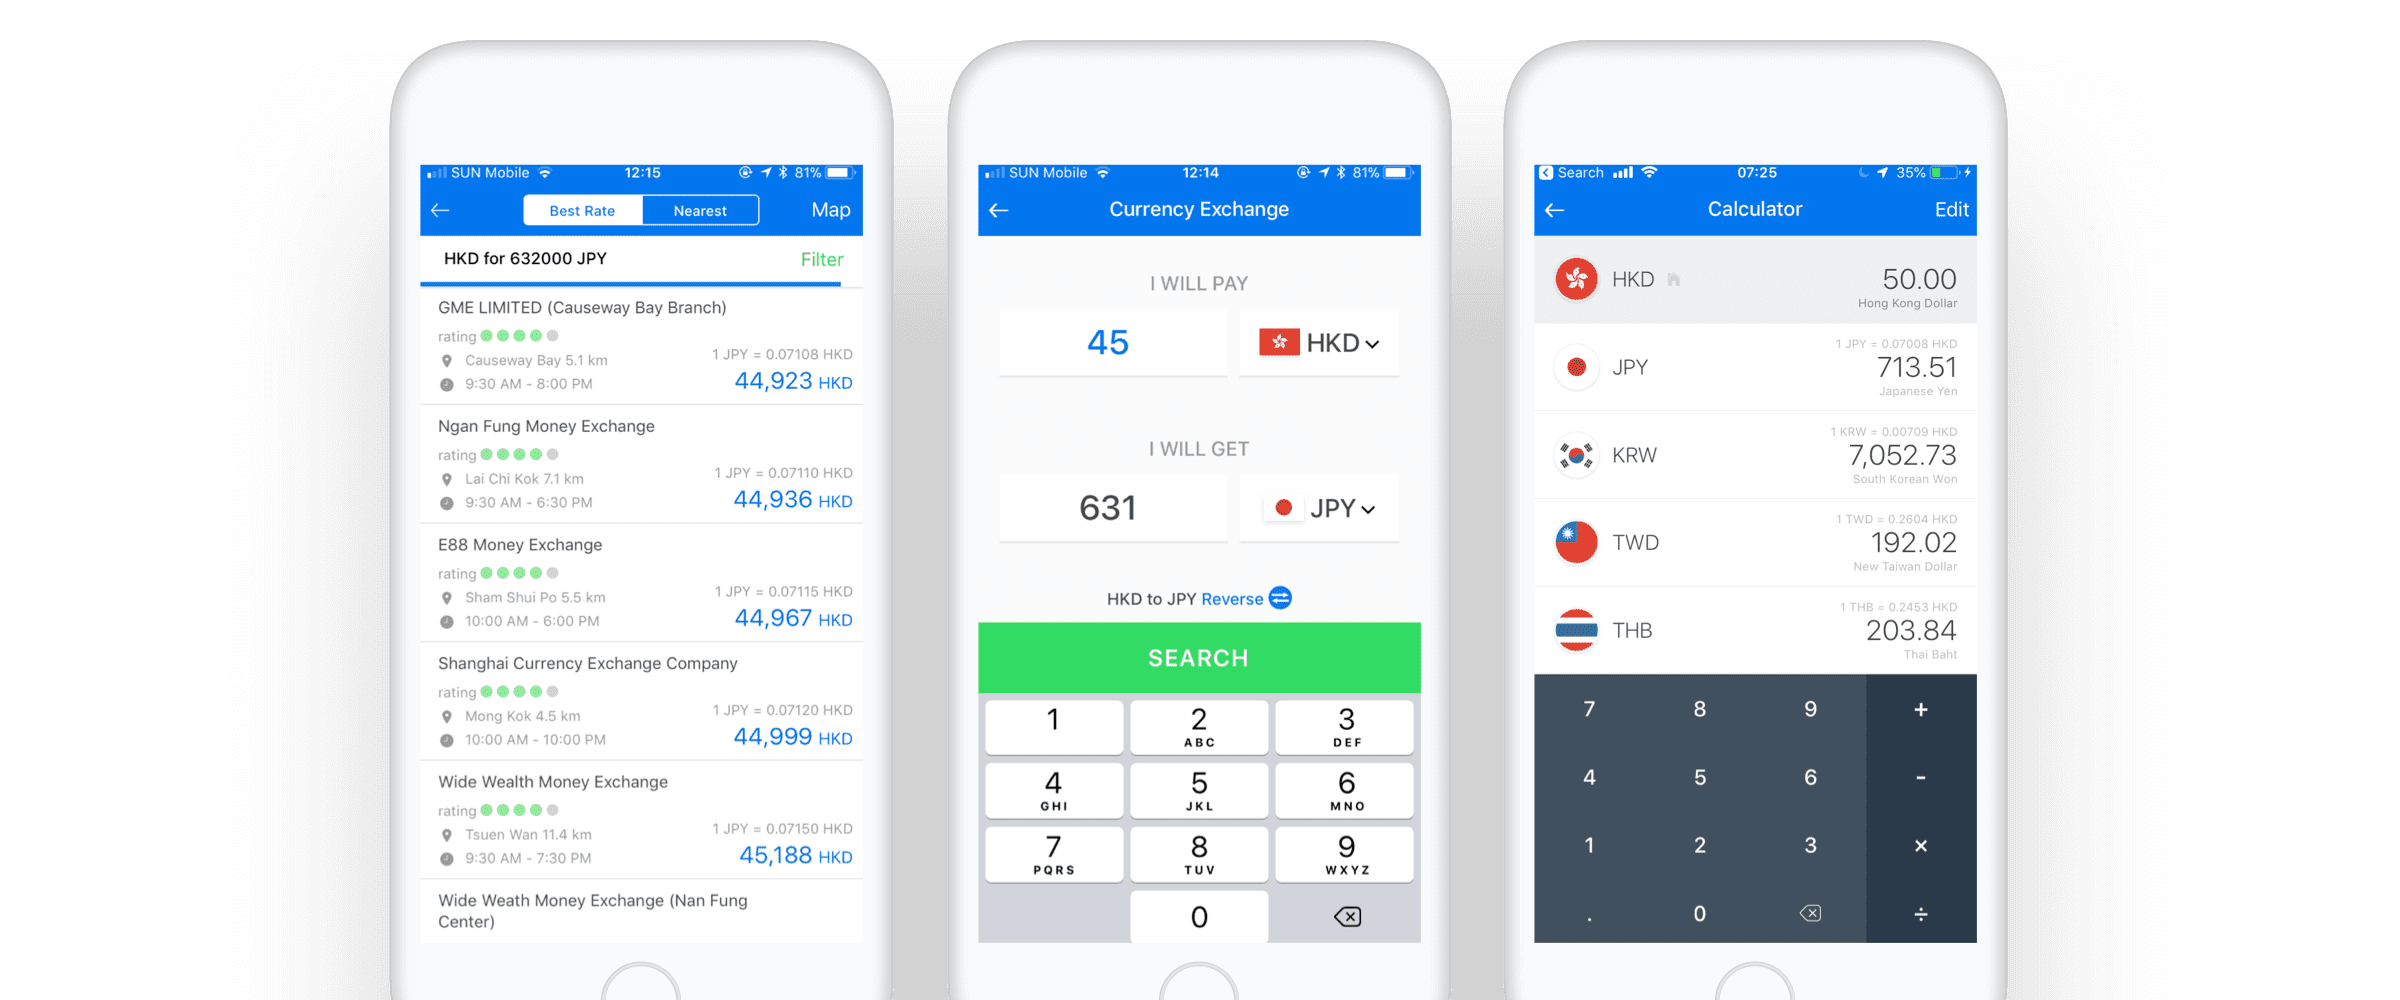 SUN Mobile 12:15 81%
Best Rate Nearest Map
HKD for 632000 JPY Filter
GME LIMITED (Causeway Bay Branch)
rating
Causeway Bay 5.1 km 1 JPY = 0.07108 HKD
9:30 AM - 8:00 PM 44,923 HKD
Ngan Fung Money Exchange
rating
Lai Chi Kok 7.1 km 1 JPY = 0.07110 HKD
9:30 AM - 6:30 PM 44,936 HKD
E88 Money Exchange
rating
Sham Shui Po 5.5 km 1 JPY = 0.07115 HKD
10:00 AM - 6:00 PM 44,967 HKD
Shanghai Currency Exchange Company
rating
Mong Kok 4.5 km 1 JPY = 0.07120 HKD
10:00 AM - 10:00 PM 44,999 HKD
Wide Wealth Money Exchange
rating
Tsuen Wan 11.4 km 1 JPY = 0.07150 HKD
9:30 AM - 7:30 PM 45,188 HKD
Wide Weath Money Exchange (Nan Fung
Center)
SUN Mobile 12:14 81%
Currency Exchange
I WILL PAY
45 HKD
I WILL GET
631 JPY
HKD to JPY Reverse
SEARCH
1 2 3
ABC DEF
4 5 6
GHI JKL MNO
7 8 9
PQRS TUV WXYZ
0
Search 07:25 35%
Calculator Edit
HKD 50.00
Hong Kong Dollar
1 JPY = 0.07008 HKD
JPY 713.51
Japanese Yen
1 KRW = 0.00709 HKD
KRW 7,052.73
South Korean Won
1 TWD = 0.2604 HKD
TWD 192.02
New Taiwan Dollar
1 THB = 0.2453 HKD
THB 203.84
Thai Baht
7 8 9 +
4 5 6 -
1 2 3 ×
. 0 ÷